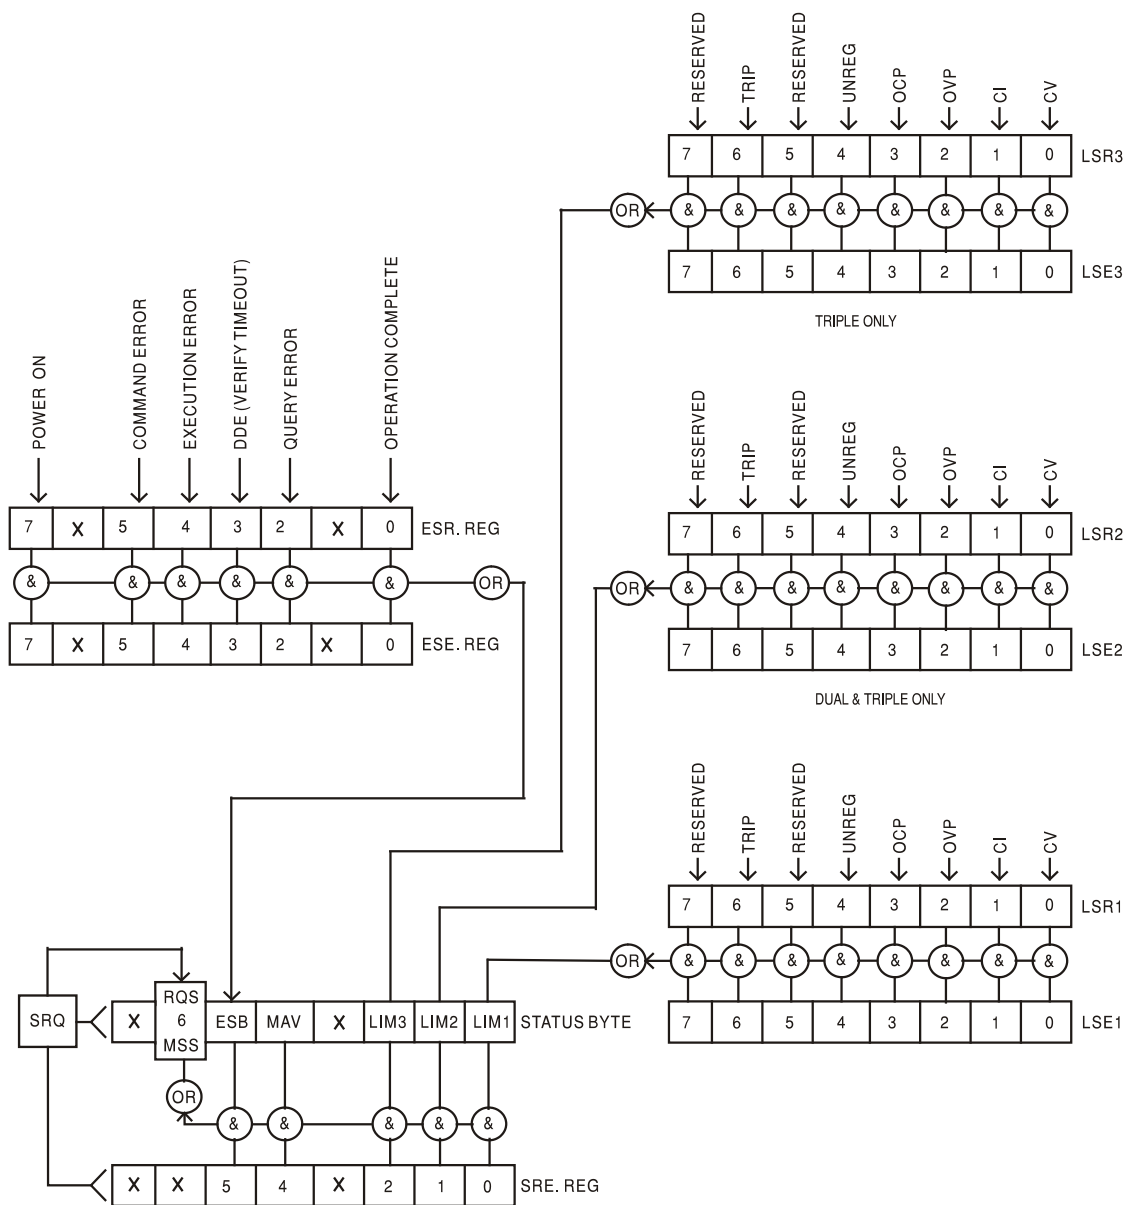 RESERVED TRIP RESERVED UNREG OCP OVP CI CV
7 6 5 4 3 2 1 0 LSR3
OR & & & & & & & &
7 6 5 4 3 2 1 0 LSE3
TRIPLE ONLY
POWER ON COMMAND ERROR EXECUTION ERROR DDE (VERIFY TIMEOUT) QUERY ERROR OPERATION COMPLETE
7 X 5 4 3 2 X 0 ESR. REG
& & & & & & OR
7 X 5 4 3 2 X 0 ESE. REG
RESERVED TRIP RESERVED UNREG OCP OVP CI CV
7 6 5 4 3 2 1 0 LSR2
OR & & & & & & & &
7 6 5 4 3 2 1 0 LSE2
DUAL & TRIPLE ONLY
RESERVED TRIP RESERVED UNREG OCP OVP CI CV
7 6 5 4 3 2 1 0 LSR1
OR & & & & & & & &
7 6 5 4 3 2 1 0 LSE1
SRQ X RQS 6 MSS ESB MAV X LIM3 LIM2 LIM1 STATUS BYTE
OR & & & & &
X X 5 4 X 2 1 0 SRE. REG